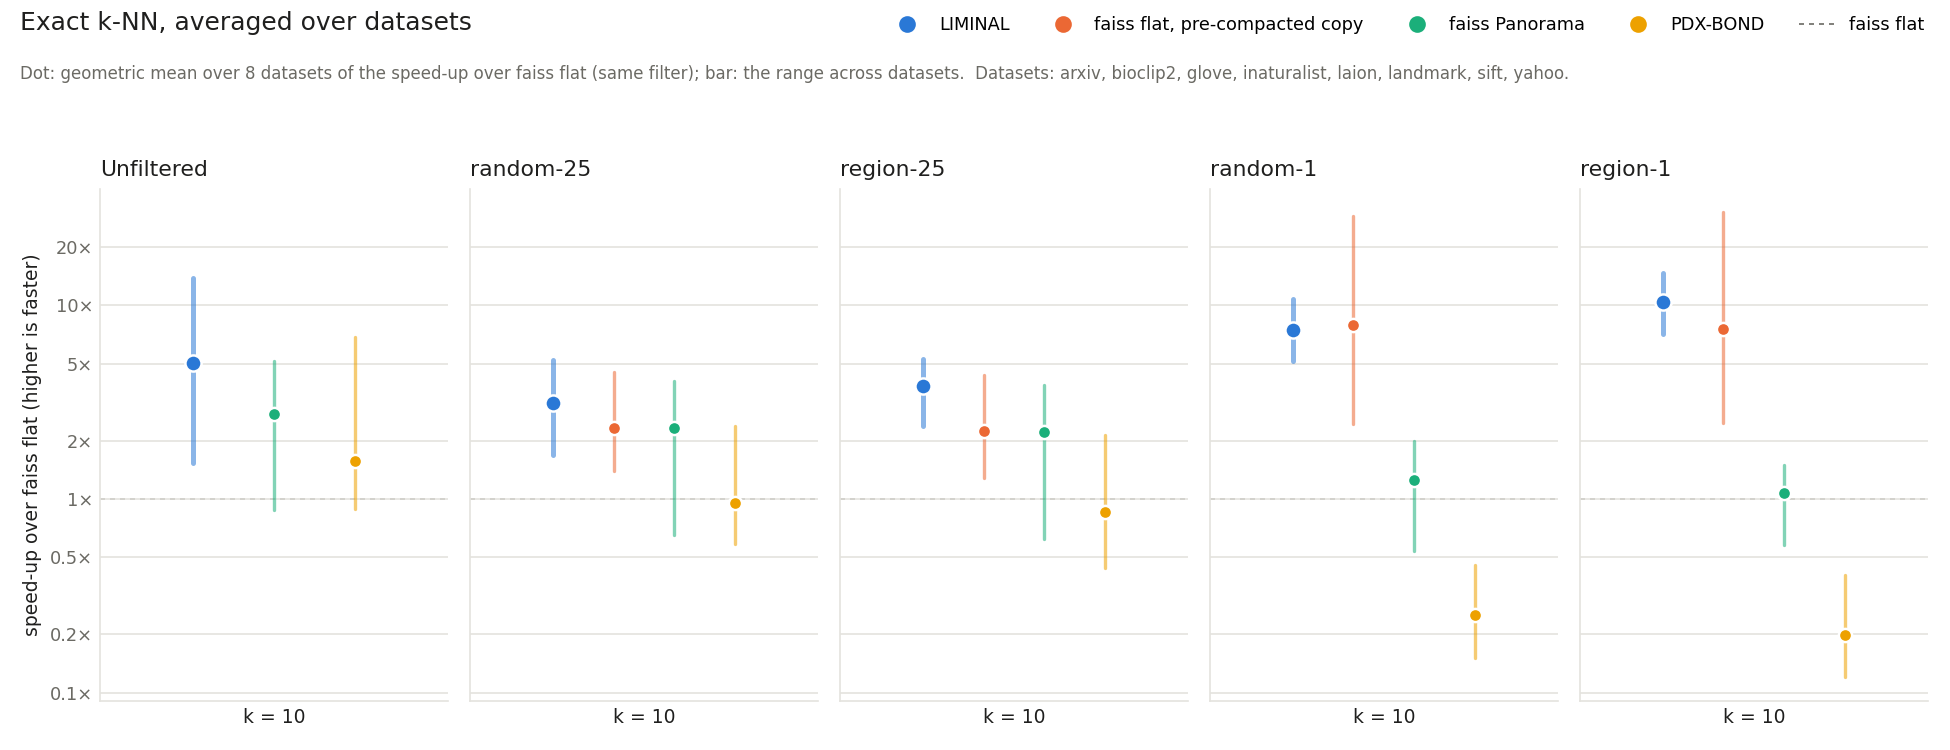 Exact k-NN, averaged over datasets
LIMINAL
faiss flat, pre-compacted copy
faiss Panorama
PDX-BOND
faiss flat
Dot: geometric mean over 8 datasets of the speed-up over faiss flat (same filter); bar: the range across datasets.  Datasets: arxiv, bioclip2, glove, inaturalist, laion, landmark, sift, yahoo.
speed-up over faiss flat (higher is faster)
20×
10×
5×
2×
1×
0.5×
0.2×
0.1×
Unfiltered
k = 10
random-25
k = 10
region-25
k = 10
random-1
k = 10
region-1
k = 10